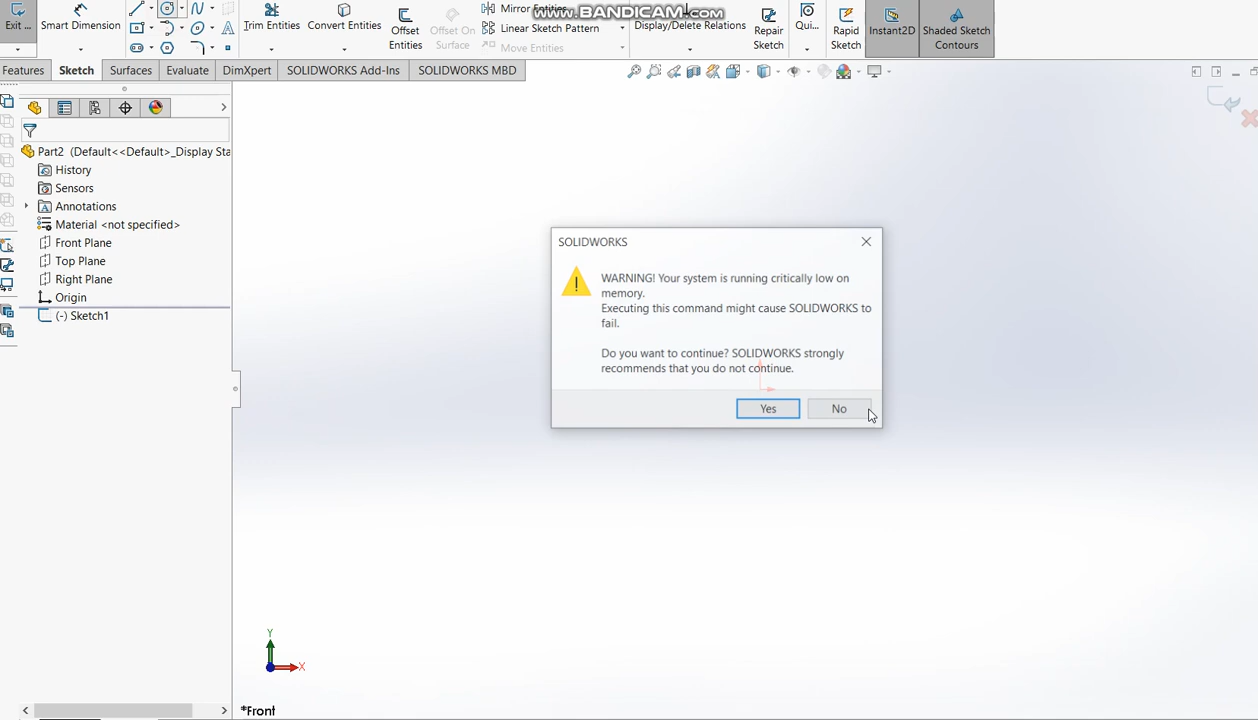 Exit ...
Smart Dimension
Trim Entities
Convert Entities
Offset
Entities
Offset On
Surface
Mirror Entities
Linear Sketch Pattern
Move Entities
www.BANDICAM.com
Display/Delete Relations
Repair
Sketch
Qui...
Rapid
Sketch
Instant2D
Shaded Sketch
Contours
Features
Sketch
Surfaces
Evaluate
DimXpert
SOLIDWORKS Add-Ins
SOLIDWORKS MBD
Part2 (Default<<Default>_Display Sta
History
Sensors
Annotations
Material <not specified>
Front Plane
Top Plane
Right Plane
Origin
(-) Sketch1
SOLIDWORKS
WARNING! Your system is running critically low on
memory.
Executing this command might cause SOLIDWORKS to
fail.
Do you want to continue? SOLIDWORKS strongly
recommends that you do not continue.
Yes
No
Y
X
*Front